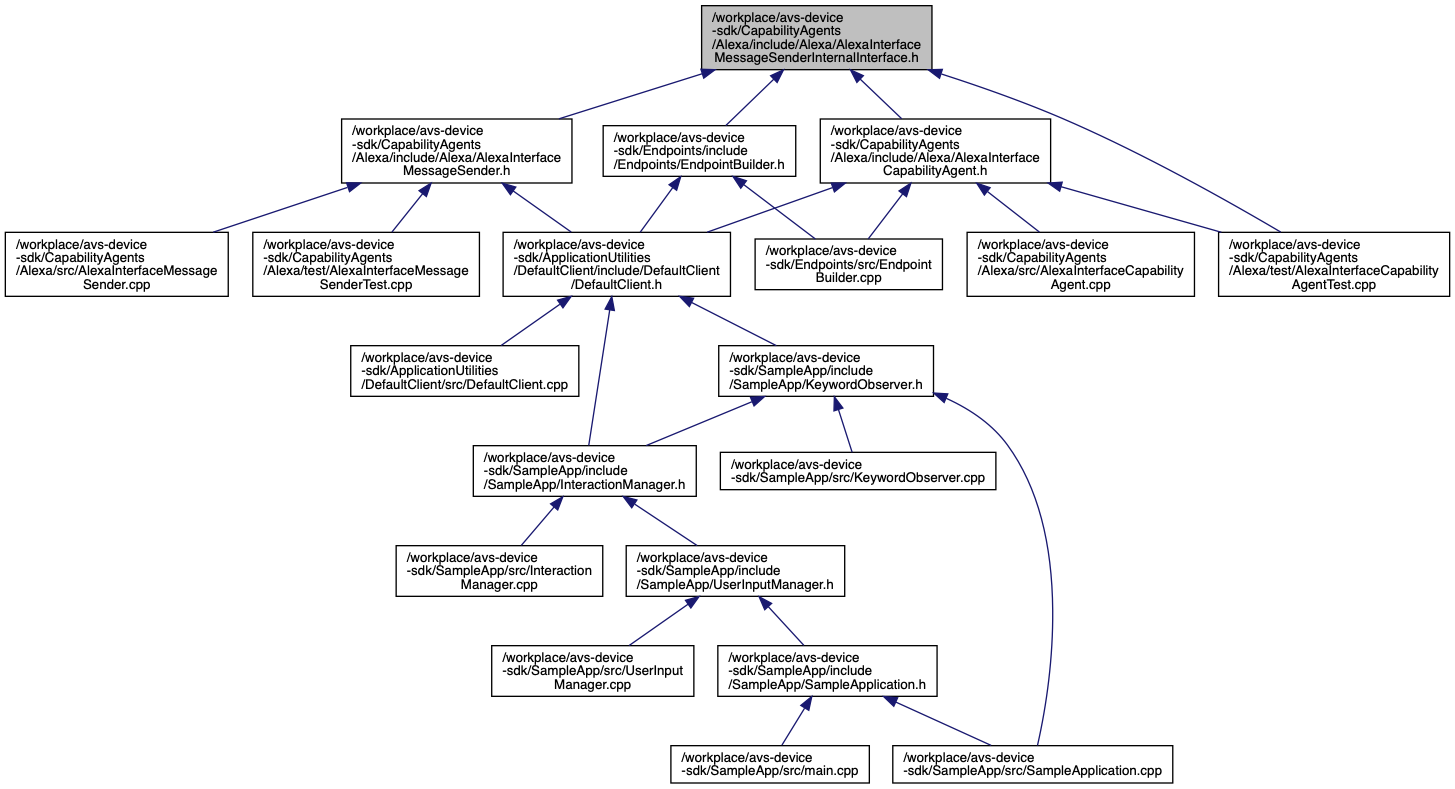 /workplace/avs-device
-sdk/CapabilityAgents
/Alexa/include/Alexa/AlexaInterface
MessageSenderInternalInterface.h
/workplace/avs-device
-sdk/CapabilityAgents
/Alexa/include/Alexa/AlexaInterface
MessageSender.h
/workplace/avs-device
-sdk/Endpoints/include
/Endpoints/EndpointBuilder.h
/workplace/avs-device
-sdk/CapabilityAgents
/Alexa/include/Alexa/AlexaInterface
CapabilityAgent.h
/workplace/avs-device
-sdk/CapabilityAgents
/Alexa/src/AlexaInterfaceMessage
Sender.cpp
/workplace/avs-device
-sdk/CapabilityAgents
/Alexa/test/AlexaInterfaceMessage
SenderTest.cpp
/workplace/avs-device
-sdk/ApplicationUtilities
/DefaultClient/include/DefaultClient
/DefaultClient.h
/workplace/avs-device
-sdk/Endpoints/src/Endpoint
Builder.cpp
/workplace/avs-device
-sdk/CapabilityAgents
/Alexa/src/AlexaInterfaceCapability
Agent.cpp
/workplace/avs-device
-sdk/CapabilityAgents
/Alexa/test/AlexaInterfaceCapability
AgentTest.cpp
/workplace/avs-device
-sdk/ApplicationUtilities
/DefaultClient/src/DefaultClient.cpp
/workplace/avs-device
-sdk/SampleApp/include
/SampleApp/KeywordObserver.h
/workplace/avs-device
-sdk/SampleApp/include
/SampleApp/InteractionManager.h
/workplace/avs-device
-sdk/SampleApp/src/KeywordObserver.cpp
/workplace/avs-device
-sdk/SampleApp/src/Interaction
Manager.cpp
/workplace/avs-device
-sdk/SampleApp/include
/SampleApp/UserInputManager.h
/workplace/avs-device
-sdk/SampleApp/src/UserInput
Manager.cpp
/workplace/avs-device
-sdk/SampleApp/include
/SampleApp/SampleApplication.h
/workplace/avs-device
-sdk/SampleApp/src/main.cpp
/workplace/avs-device
-sdk/SampleApp/src/SampleApplication.cpp